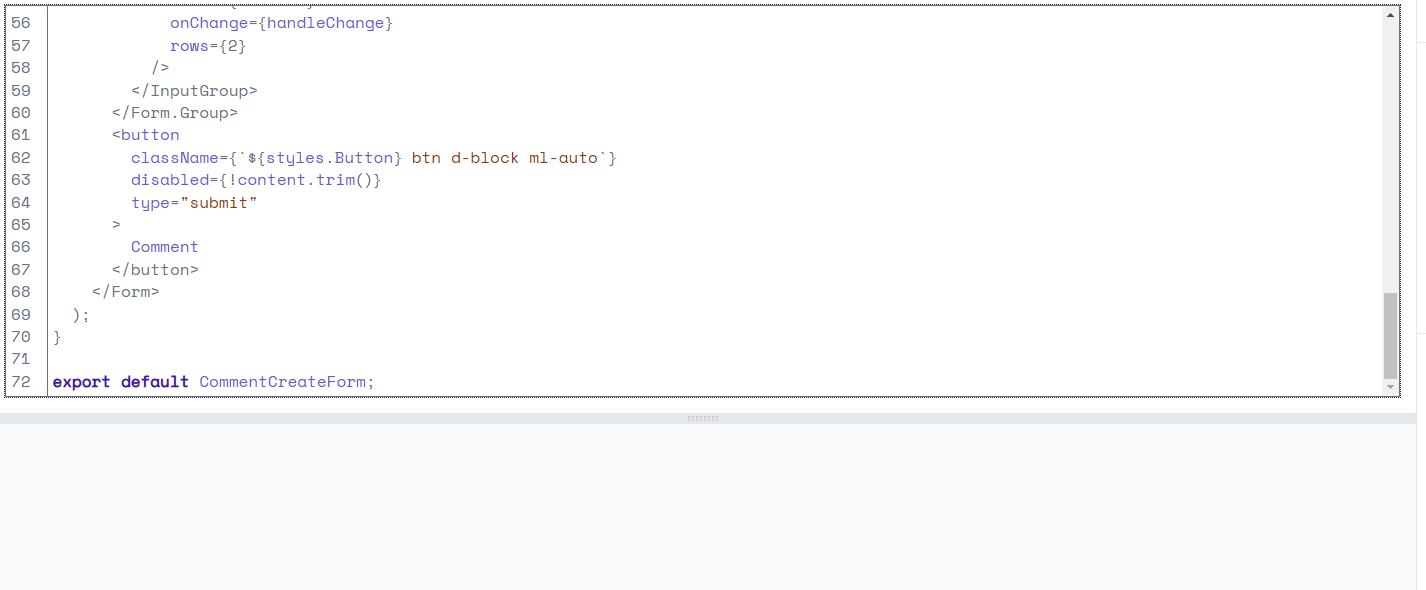 56 onChange={handleChange}
57 rows={2}
58 />
59 </InputGroup>
60 </Form.Group>
61 <button
62 className={`${styles.Button} btn d-block ml-auto`}
63 disabled={!content.trim()}
64 type="submit"
65 >
66 Comment
67 </button>
68 </Form>
69 );
70 }
71
72 export default CommentCreateForm;